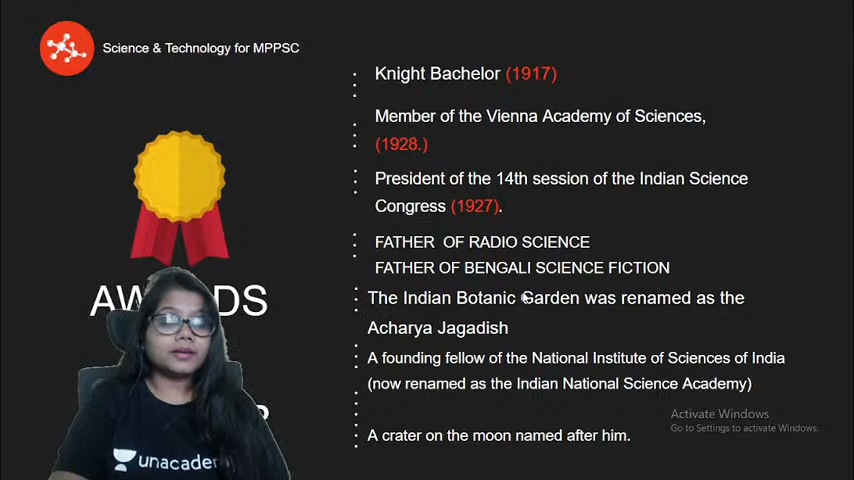 Science & Technology for MPPSC
Knight Bachelor (1917)
Member of the Vienna Academy of Sciences,
(1928.)
President of the 14th session of the Indian Science
Congress (1927).
FATHER OF RADIO SCIENCE
FATHER OF BENGALI SCIENCE FICTION
The Indian Botanic Garden was renamed as the
Acharya Jagadish
A founding fellow of the National Institute of Sciences of India
(now renamed as the Indian National Science Academy)
A crater on the moon named after him.
Activate Windows
Go to Settings to activate Windows.